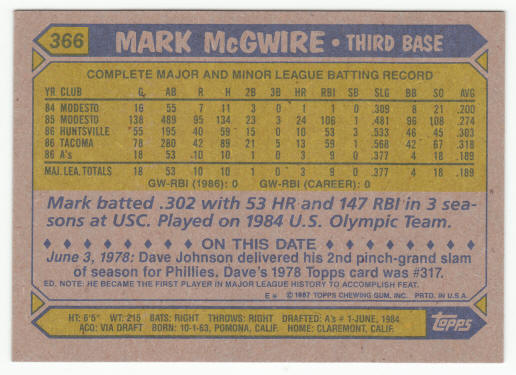 366 MARK McGWIRE • THIRD BASE
COMPLETE MAJOR AND MINOR LEAGUE BATTING RECORD
YR CLUB G AB R H 2B 3B HR RBI SB SLG BB SO AVG
84 MODESTO 16 55 7 11 3 0 1 1 0 .309 8 21 .200
85 MODESTO 138 489 95 134 23 3 24 106 1 .481 96 108 .274
86 HUNTSVILLE 55 195 40 59 15 0 10 53 3 .533 46 45 .303
86 TACOMA 78 280 42 89 21 5 13 59 1 .568 42 67 .318
86 A's 18 53 10 10 1 0 3 9 0 .377 4 18 .189
MAJ. LEA. TOTALS 18 53 10 10 1 0 3 9 0 .377 4 18 .189
GW-RBI (1986): 0 GW-RBI (CAREER): 0
Mark batted .302 with 53 HR and 147 RBI in 3 sea-
sons at USC. Played on 1984 U.S. Olympic Team.
♦ ♦ ♦ ♦ ♦ ♦ ♦ ON THIS DATE ♦ ♦ ♦ ♦ ♦ ♦ ♦
June 3, 1978: Dave Johnson delivered his 2nd pinch-grand slam
of season for Phillies. Dave's 1978 Topps card was #317.
ED. NOTE: HE BECAME THE FIRST PLAYER IN MAJOR LEAGUE HISTORY TO ACCOMPLISH FEAT.
E* © 1987 TOPPS CHEWING GUM, INC. PRTD. IN U.S.A.
HT: 6'5" WT: 215 BATS: RIGHT THROWS: RIGHT DRAFTED: A's #1-JUNE, 1984
ACQ: VIA DRAFT BORN: 10-1-63, POMONA, CALIF. HOME: CLAREMONT, CALIF.
Topps